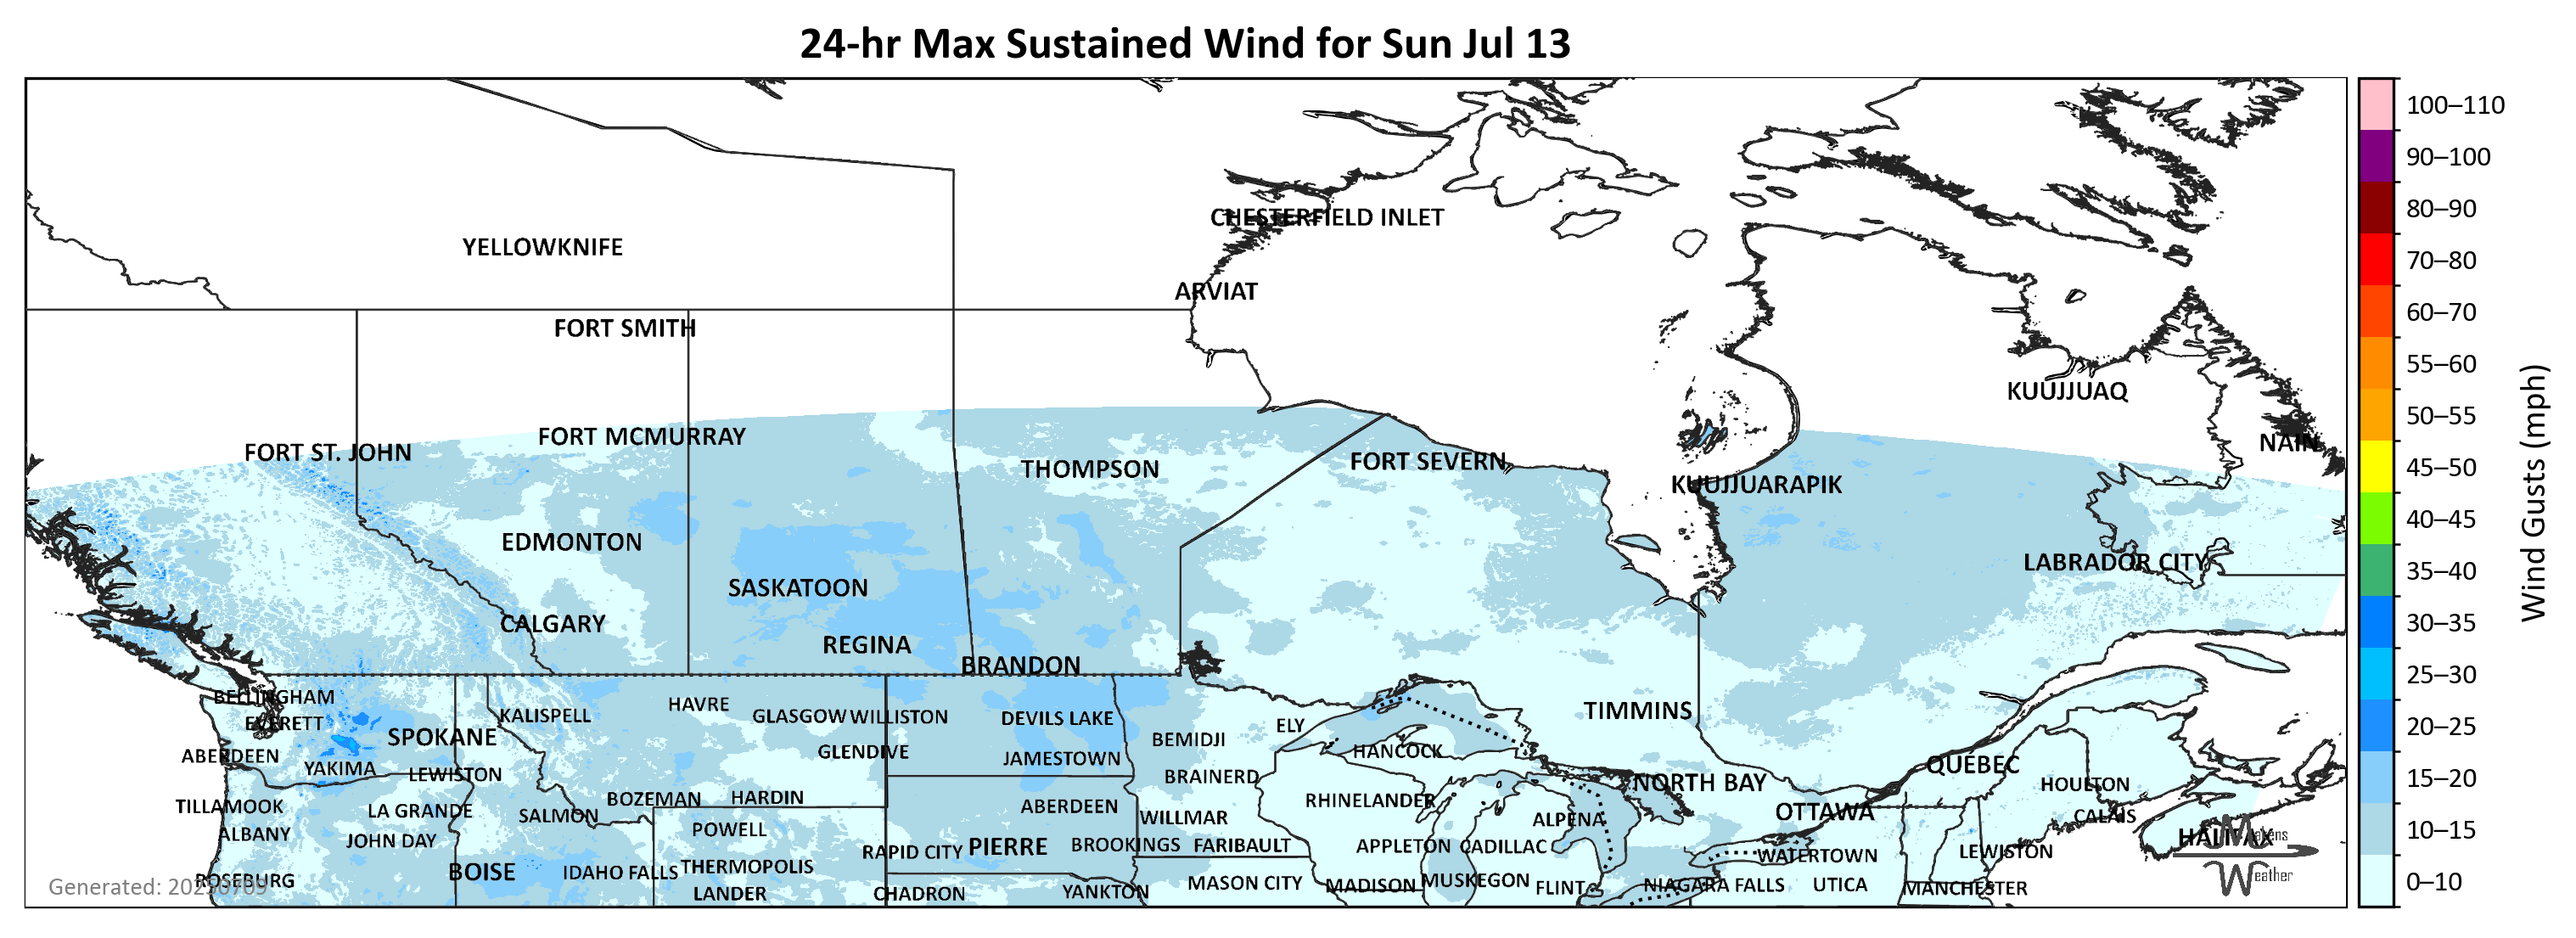 24-hr Max Sustained Wind for Sun Jul 13
100–110
90–100
80–90
70–80
60–70
55–60
50–55
45–50
40–45
35–40
30–35
25–30
20–25
15–20
10–15
0–10
Wind Gusts (mph)
CHESTERFIELD INLET
YELLOWKNIFE
ARVIAT
FORT SMITH
KUUJJUAQ
FORT MCMURRAY
NAIN
FORT ST. JOHN
FORT SEVERN
THOMPSON
KUUJJUARAPIK
EDMONTON
LABRADOR CITY
SASKATOON
CALGARY
REGINA
BRANDON
BELLINGHAM
HAVRE
TIMMINS
KALISPELL
GLASGOW
WILLISTON
DEVILS LAKE
EVERETT
ELY
SPOKANE
BEMIDJI
GLENDIVE
HANCOCK
ABERDEEN
JAMESTOWN
QUÉBEC
YAKIMA
LEWISTON
BRAINERD
NORTH BAY
HOULTON
BOZEMAN
HARDIN
RHINELANDER
TILLAMOOK
LA GRANDE
ABERDEEN
OTTAWA
SALMON
CALAIS
WILLMAR
ALPENA
POWELL
ALBANY
HALIFAX
JOHN DAY
Makens
RAPID CITY
PIERRE
BROOKINGS
FARIBAULT
APPLETON
CADILLAC
WATERTOWN
LEWISTON
THERMOPOLIS
BOISE
IDAHO FALLS
Weather
ROSEBURG
MUSKEGON
MASON CITY
MADISON
FLINT
NIAGARA FALLS
UTICA
MANCHESTER
Generated: 20250709
LANDER
CHADRON
YANKTON